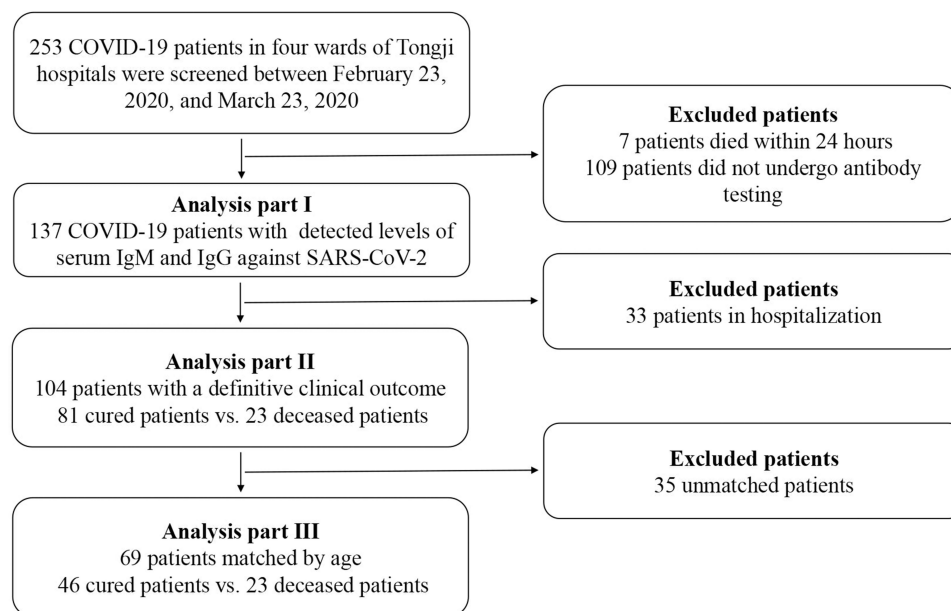 253 COVID-19 patients in four wards of Tongji
hospitals were screened between February 23,
2020, and March 23, 2020
Excluded patients
7 patients died within 24 hours
109 patients did not undergo antibody
testing
Analysis part I
137 COVID-19 patients with detected levels of
serum IgM and IgG against SARS-CoV-2
Excluded patients
33 patients in hospitalization
Analysis part II
104 patients with a definitive clinical outcome
81 cured patients vs. 23 deceased patients
Excluded patients
35 unmatched patients
Analysis part III
69 patients matched by age
46 cured patients vs. 23 deceased patients